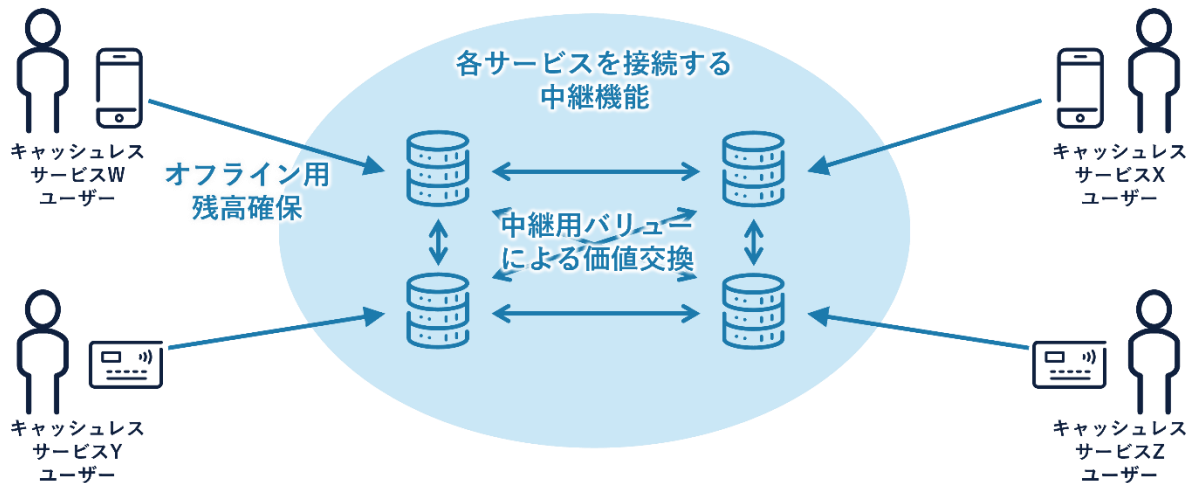 各サービスを接続する
中継機能
キャッシュレス
サービスW
ユーザー
オフライン用
残高確保
キャッシュレス
サービスX
ユーザー
中継用バリュー
による価値交換
キャッシュレス
サービスY
ユーザー
キャッシュレス
サービスZ
ユーザー